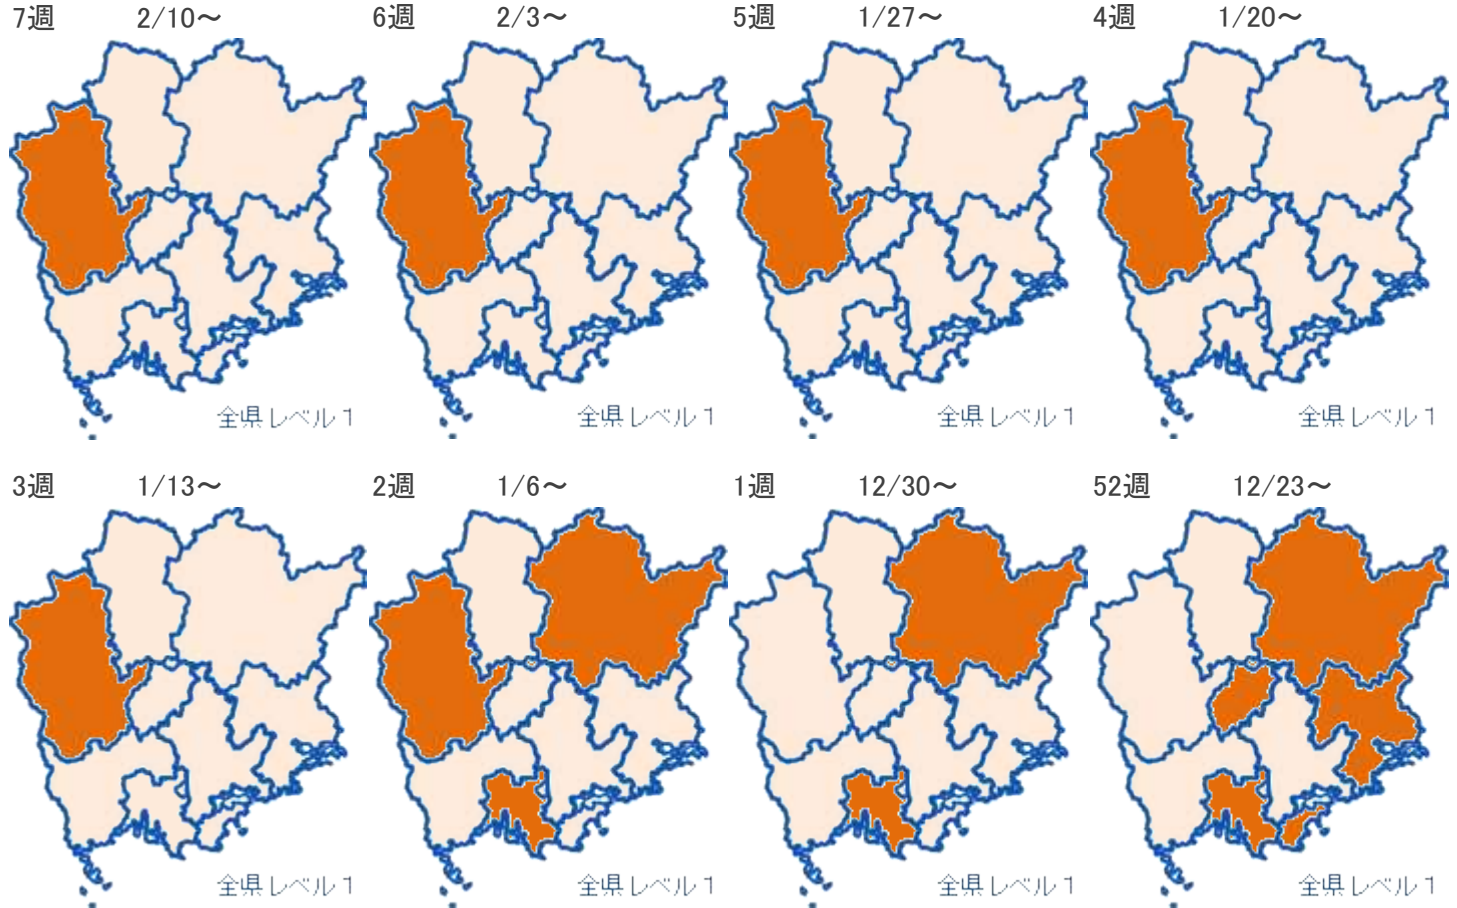 7週 2/10～
6週 2/3～
5週 1/27～
4週 1/20～
全県レベル１
全県レベル１
全県レベル１
全県レベル１
3週 1/13～
2週 1/6～
1週 12/30～
52週 12/23～
全県レベル１
全県レベル１
全県レベル１
全県レベル１